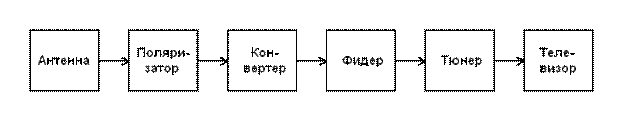 Антенна
Поляри-
затор
Кон-
вертер
Фидер
Тюнер
Теле-
визор